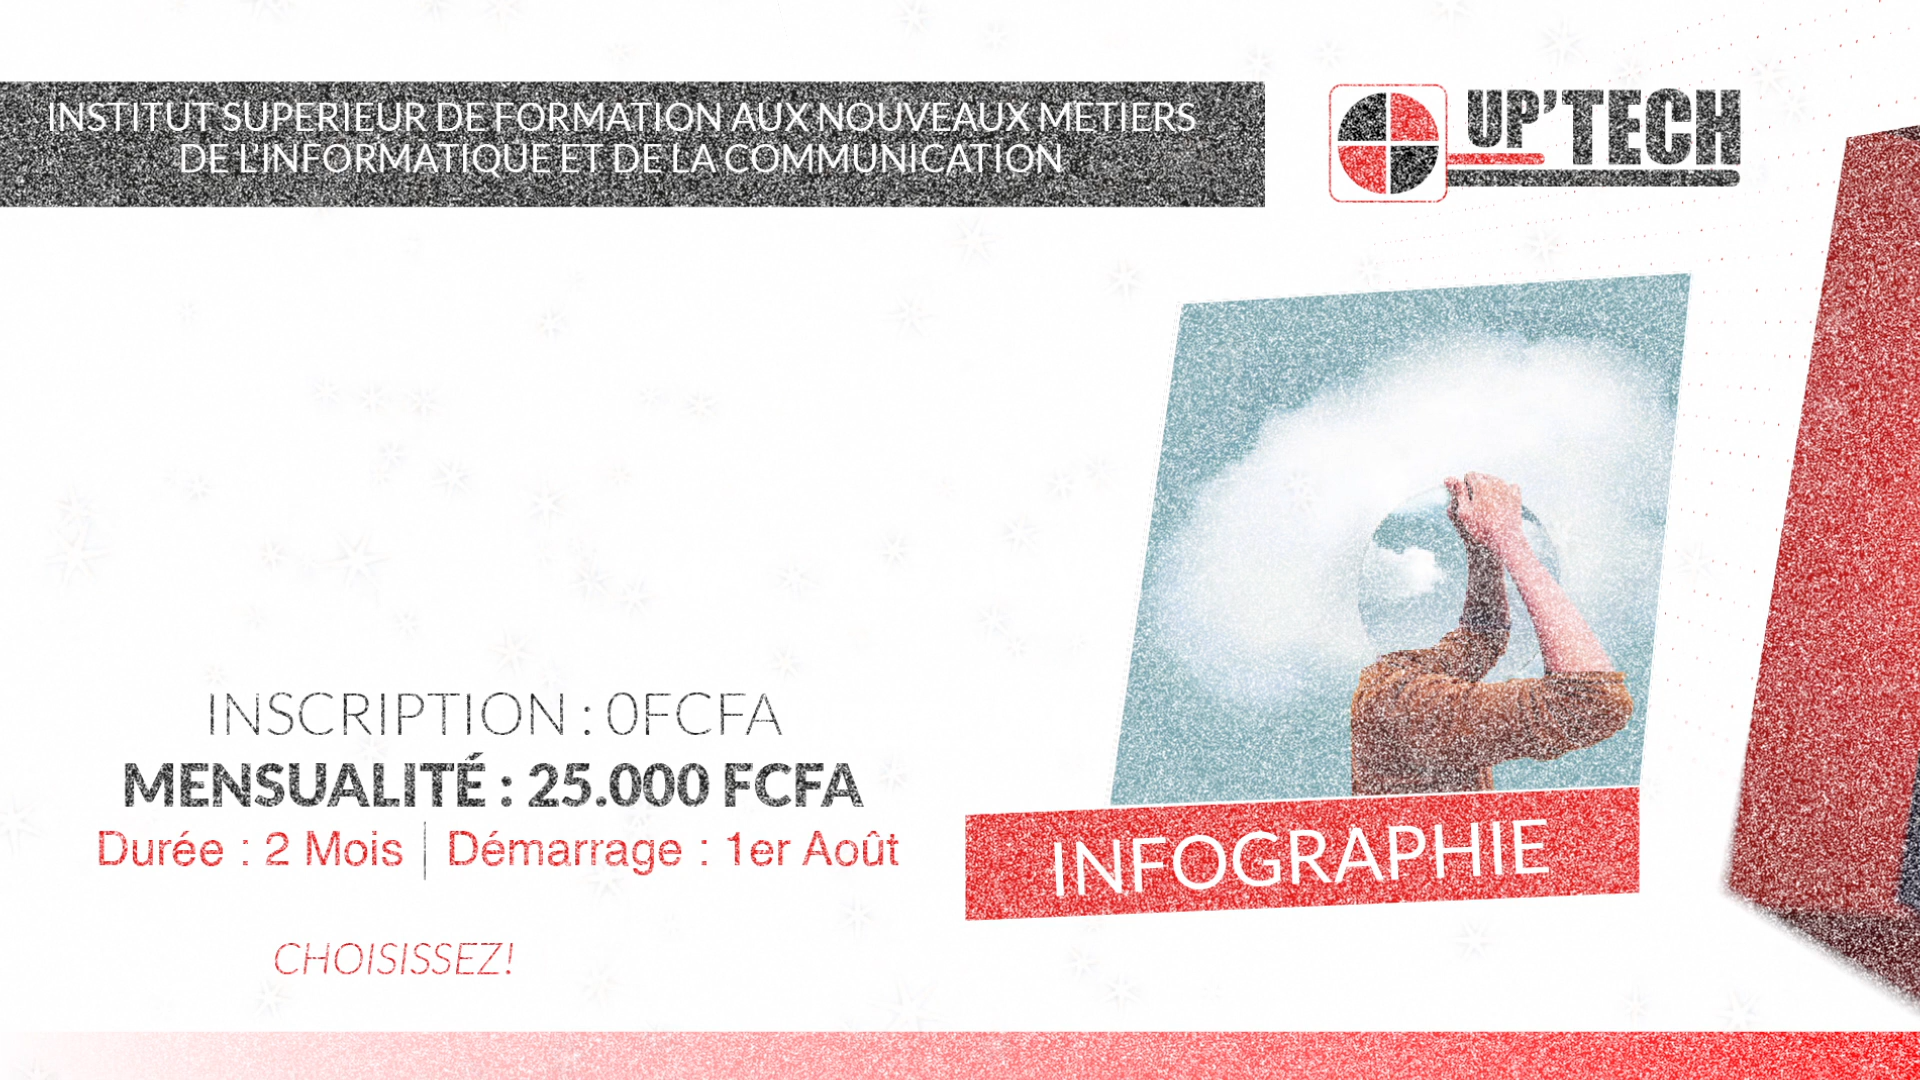 INSTITUT SUPERIEUR DE FORMATION AUX NOUVEAUX METIERS
DE L'INFORMATIQUE ET DE LA COMMUNICATION
UP'TECH
INSCRIPTION : 0FCFA
MENSUALITÉ : 25.000 FCFA
Durée : 2 Mois | Démarrage : 1er Août
INFOGRAPHIE
CHOISISSEZ!